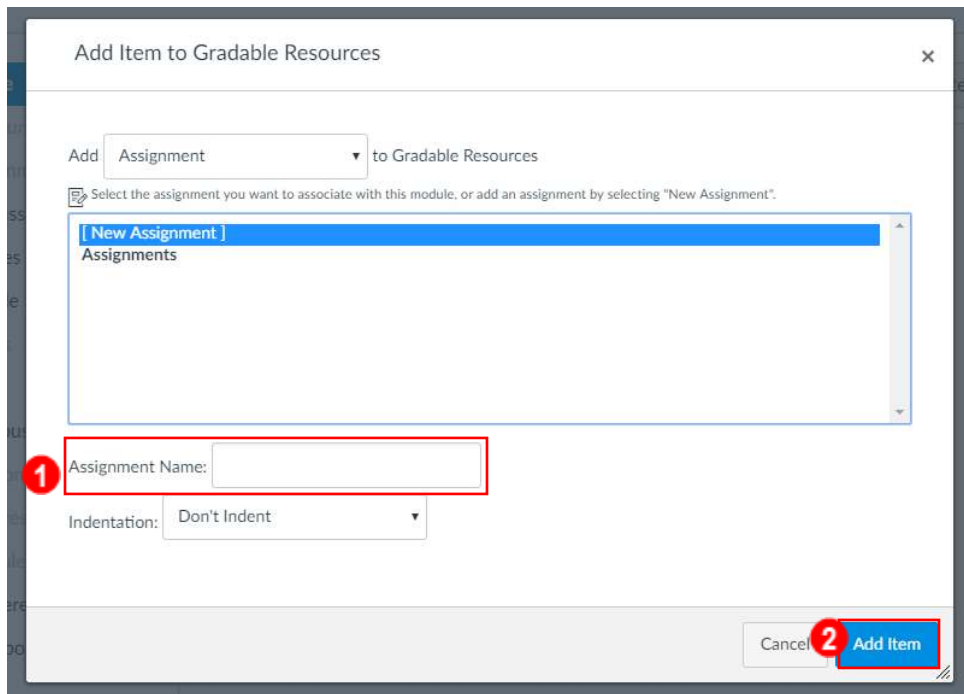 Add Item to Gradable Resources
×
Add Assignment to Gradable Resources
Select the assignment you want to associate with this module, or add an assignment by selecting "New Assignment".
[ New Assignment ]
Assignments
1 Assignment Name:
Indentation: Don't Indent
Cancel 2 Add Item